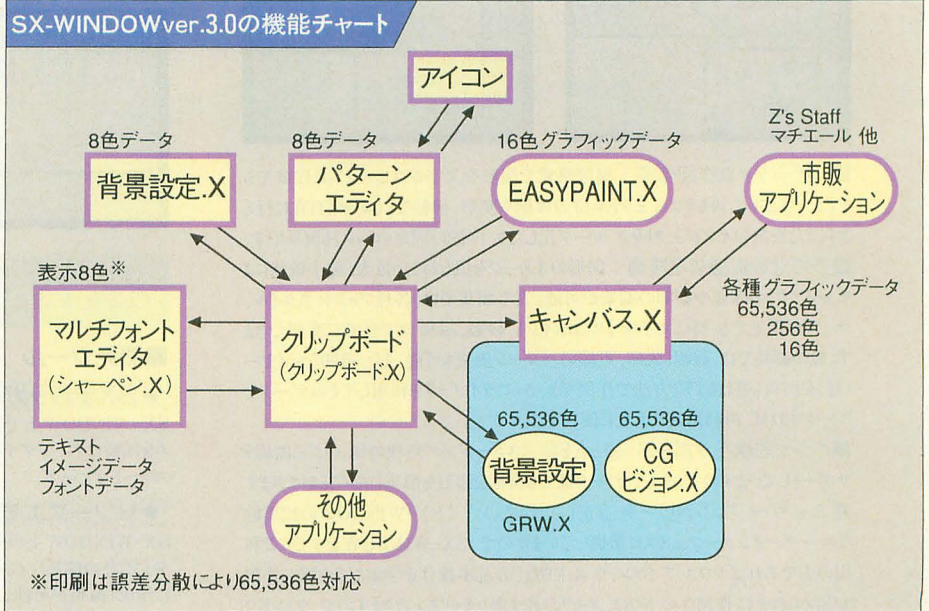 SX-WINDOWver.3.0の機能チャート
アイコン
8色データ
背景設定.X
8色データ
パターン
エディタ
16色グラフィックデータ
EASYPAINT.X
Z's Staff
マチエール 他
市販
アプリケーション
表示8色※
マルチフォント
エディタ
(シャーペン.X)
クリップボード
(クリップボード.X)
キャンバス.X
各種グラフィックデータ
65,536色
256色
16色
テキスト
イメージデータ
フォントデータ
65,536色
背景設定
65,536色
CG
ビジョン.X
GRW.X
その他
アプリケーション
※印刷は誤差分散により65,536色対応